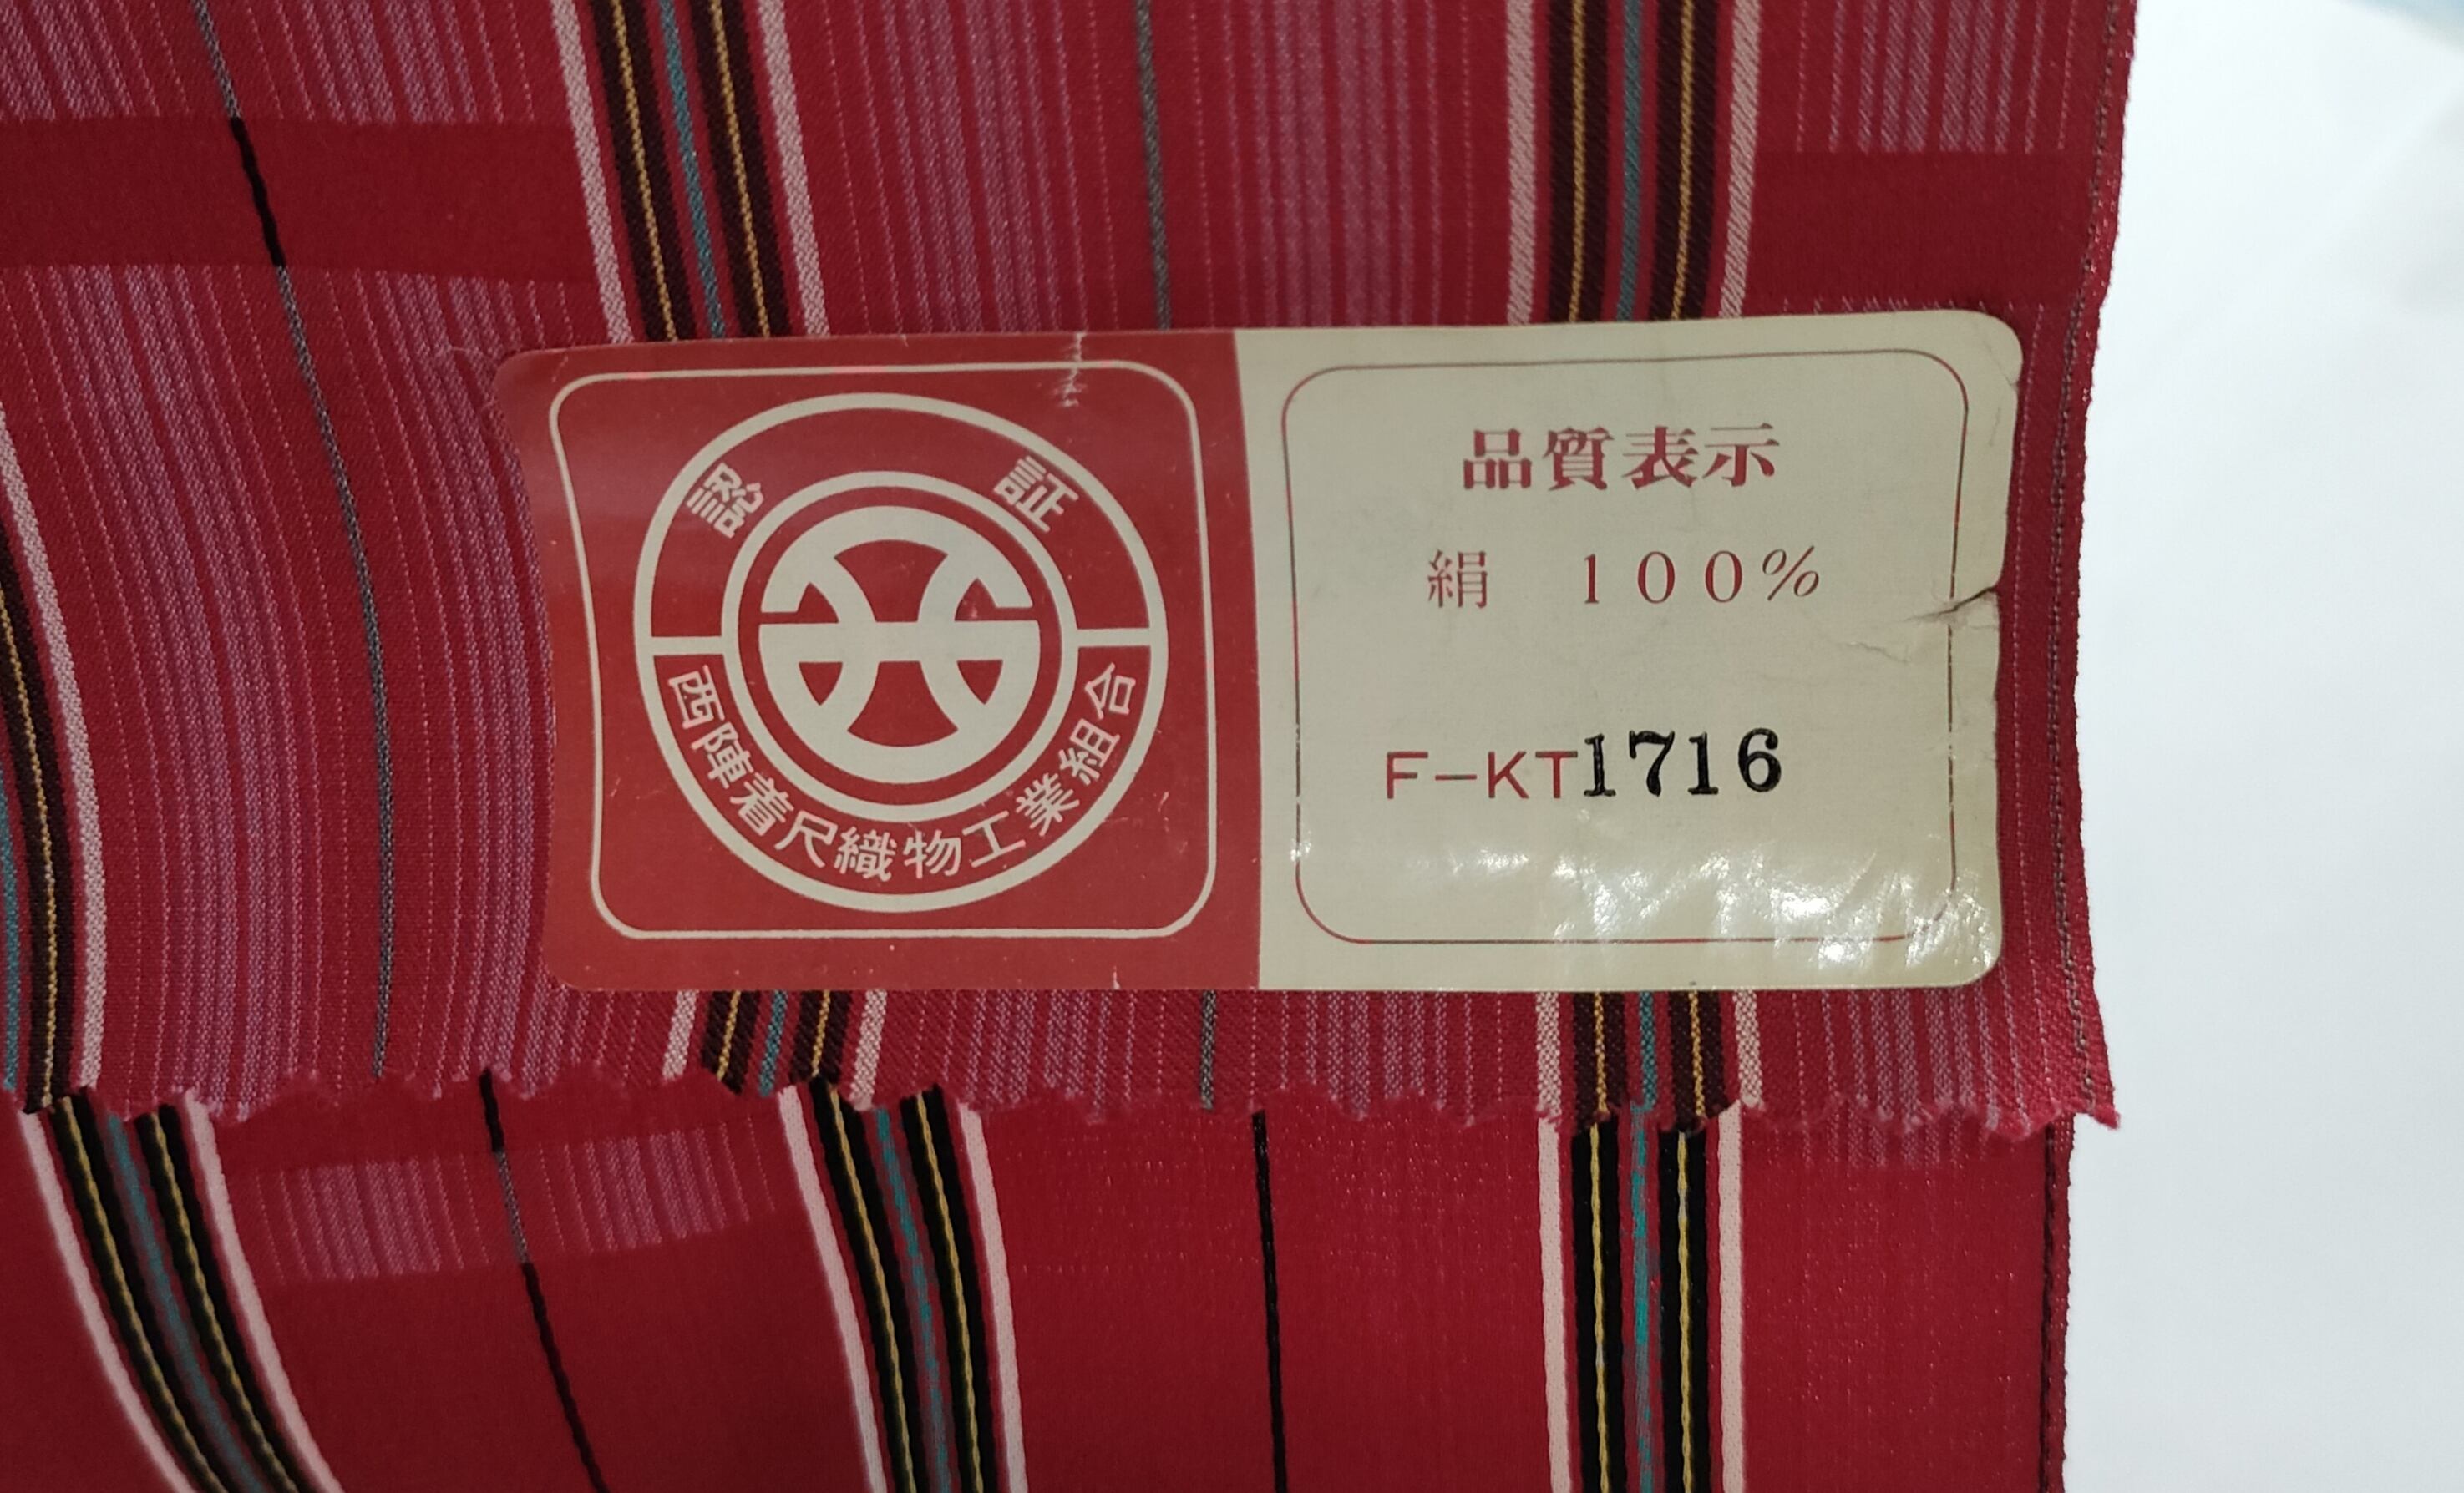 認証
西陣着尺織物工業組合
品質表示
絹 100%
F-KT1716